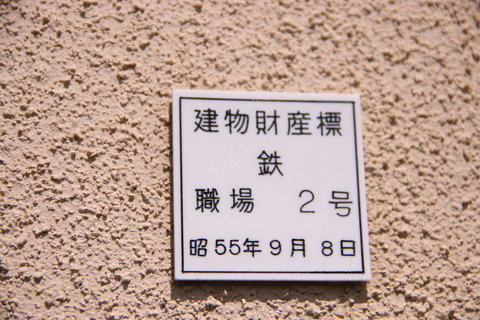 建物財産標
鉄
職場 2号
昭55年9月8日